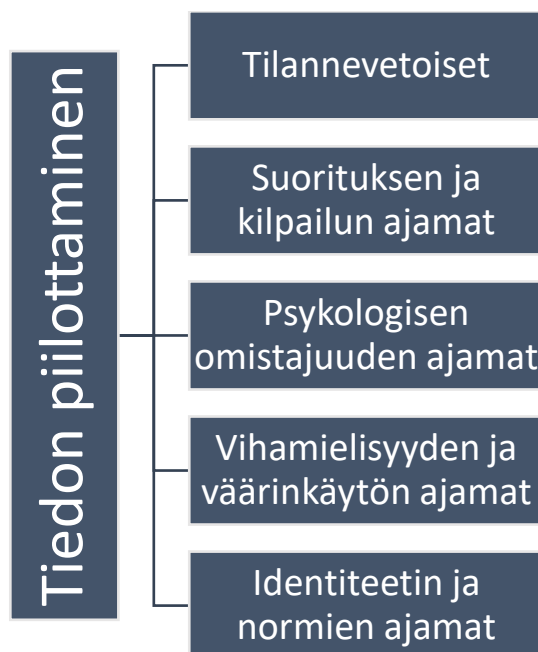 Tiedon piilottaminen
Tilannevetoiset
Suorituksen ja
kilpailun ajamat
Psykologisen
omistajuuden ajamat
Vihamielisyyden ja
väärinkäytön ajamat
Identiteetin ja
normien ajamat